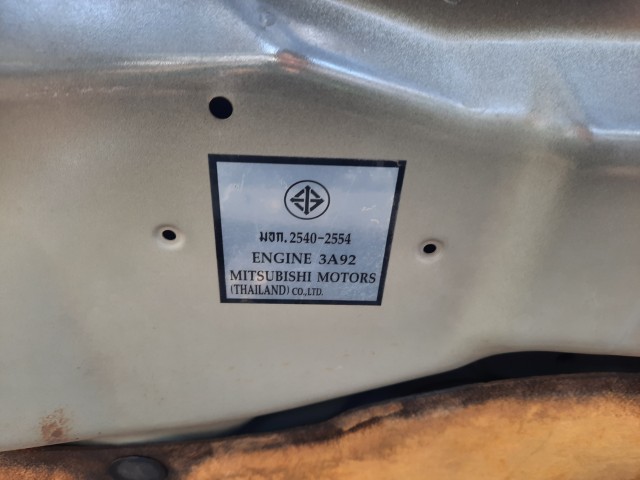 มอก. 2540-2554
ENGINE 3A92
MITSUBISHI MOTORS
(THAILAND) CO.,LTD.